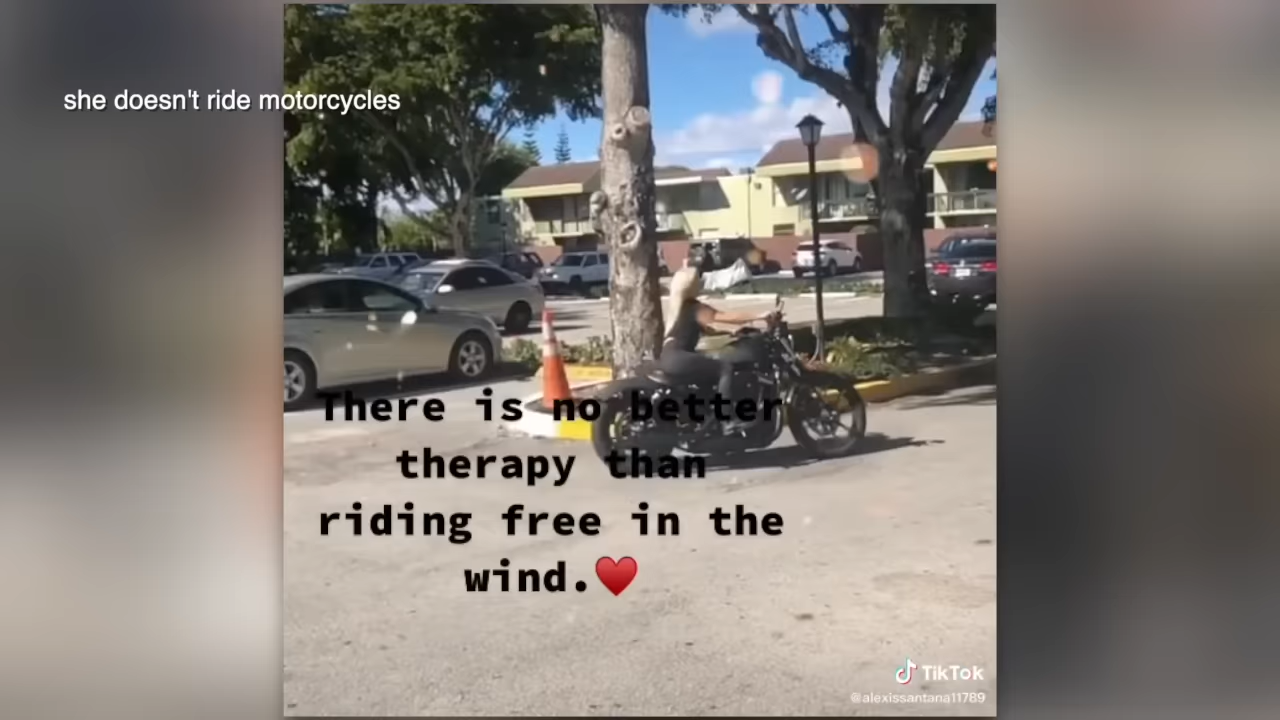 she doesn't ride motorcycles
There is no better
therapy than
riding free in the
wind.♥️
TikTok
@alexissantana11789